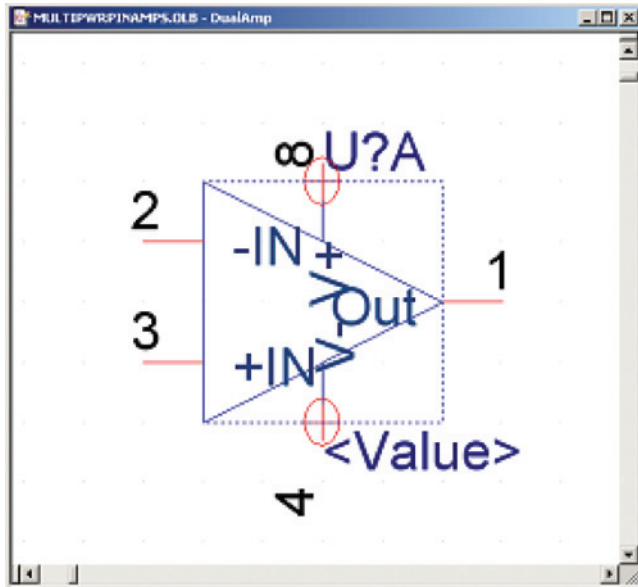 MULTIPWRPINAMPS.OLB - DualAmp
8
U?A
2
-IN
V+
1
Out
3
+IN
V-
<Value>
4